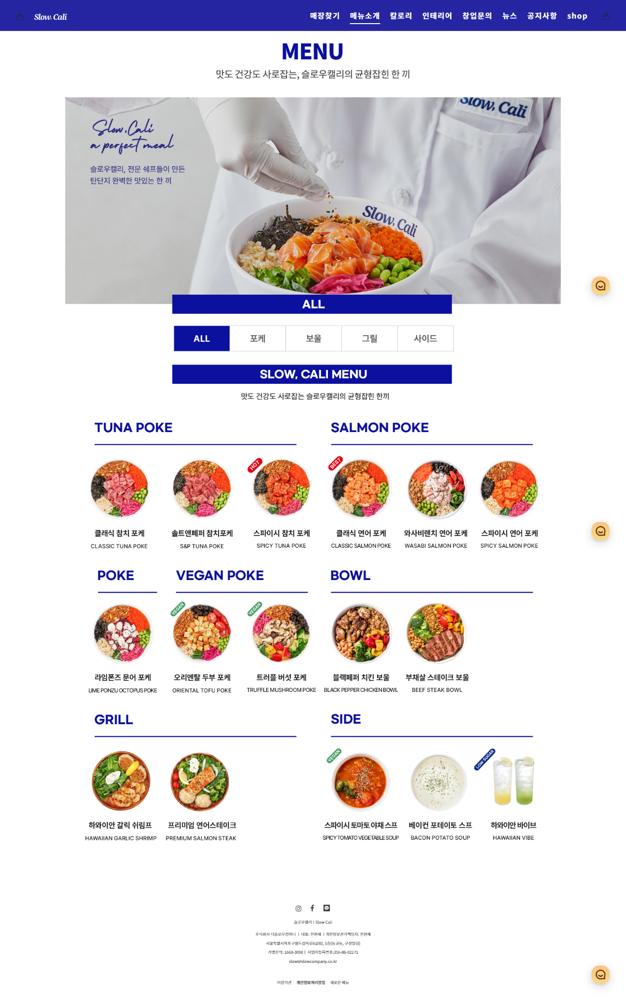 Slow, Cali
매장찾기 메뉴소개 칼로리 인테리어 창업문의 뉴스 공지사항 shop
MENU
맛도 건강도 사로잡는, 슬로우캘리의 균형잡힌 한 끼
Slow, Cali
Slow, Cali
a perfect meal
슬로우캘리, 전문 쉐프들이 만든
탄단지 완벽한 맛있는 한 끼
Slow, Cali
ALL
ALL 포케 보울 그릴 사이드
SLOW, CALI MENU
맛도 건강도 사로잡는 슬로우캘리의 균형잡힌 한끼
TUNA POKE
HOT
클래식 참치 포케 솔트앤페퍼 참치포케 스파이시 참치 포케
CLASSIC TUNA POKE S&P TUNA POKE SPICY TUNA POKE
SALMON POKE
BEST
클래식 연어 포케 와사비렌치 연어 포케 스파이시 연어 포케
CLASSIC SALMON POKE WASABI SALMON POKE SPICY SALMON POKE
POKE
라임폰즈 문어 포케
LIME PONZU OCTOPUS POKE
VEGAN POKE
VEGAN VEGAN
오리엔탈 두부 포케 트러플 버섯 포케
ORIENTAL TOFU POKE TRUFFLE MUSHROOM POKE
BOWL
블랙페퍼 치킨 보울 부채살 스테이크 보울
BLACK PEPPER CHICKEN BOWL BEEF STEAK BOWL
GRILL
하와이안 갈릭 쉬림프 프리미엄 연어스테이크
HAWAIIAN GARLIC SHRIMP PREMIUM SALMON STEAK
SIDE
VEGAN LOW SUGAR
스파이시 토마토 야채 스프 베이컨 포테이토 스프 하와이안 바이브
SPICY TOMATO VEGETABLE SOUP BACON POTATO SOUP HAWAIIAN VIBE
슬로우캘리 | Slow Cali
주식회사 더슬로우컴퍼니 | 대표: 전현제 | 개인정보관리책임자: 전현제
서울특별시마포구월드컵북로6길92, 5층(동교동, 구성빌딩)
가맹문의: 1668-3098 | 사업자등록번호:356-86-02171
slow@slowcompany.co.kr
이용약관 개인정보처리방침 새로운 메뉴